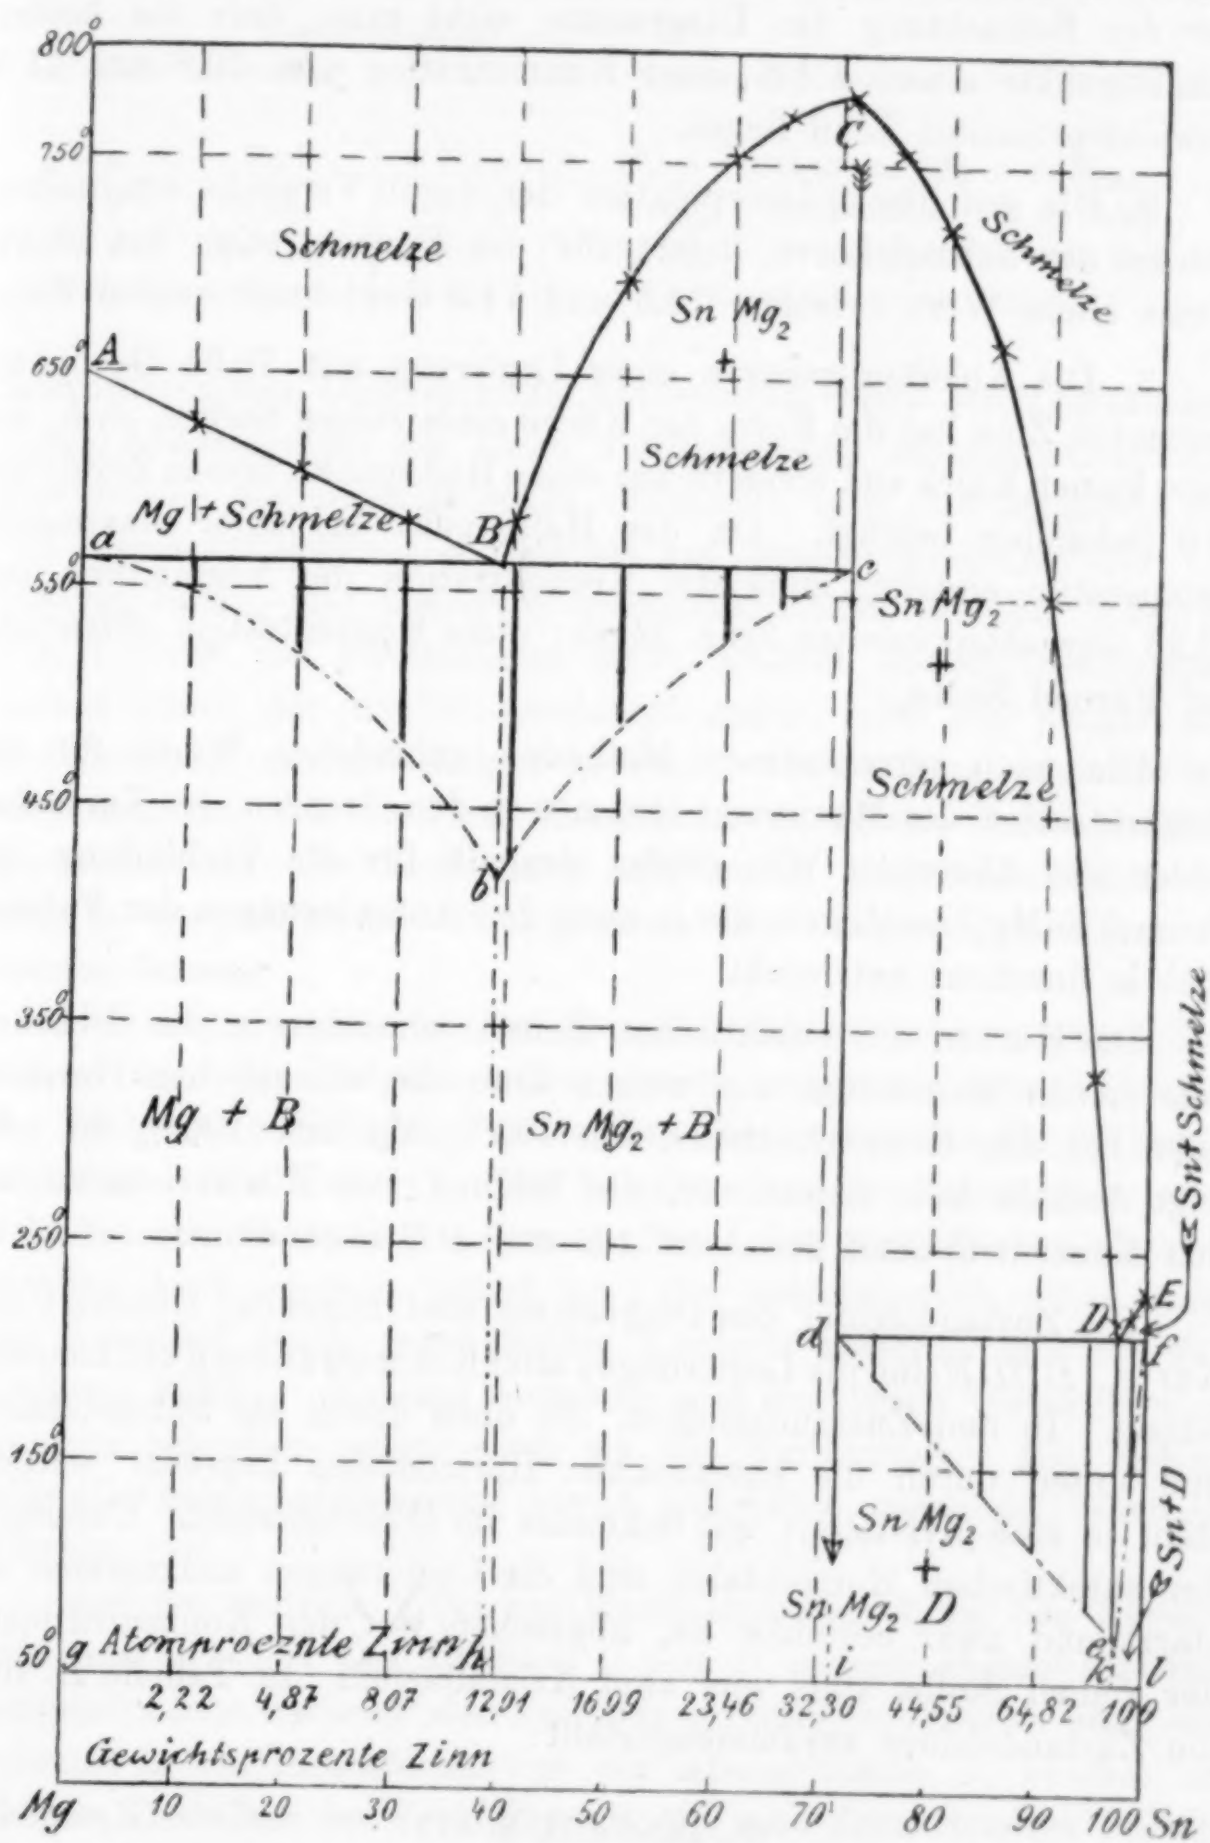 800°
750°
Schmelze
C
Schmelze
Sn Mg₂
+
Schmelze
650°
A
Mg + Schmelze
B
a
c
550°
Sn Mg₂
+
Schmelze
450°
b
350°
Mg + B
Sn Mg₂ + B
Sn + Schmelze
250°
E
D
d
f
150°
Sn Mg₂
+
D
Sn Mg₂
Sn + D
e
50° g Atomproeznte Zinn h i k l
2,22 4,87 8,07 12,01 16,99 23,46 32,30 44,55 64,82 100
Gewichtsprozente Zinn
Mg 10 20 30 40 50 60 70 80 90 100 Sn